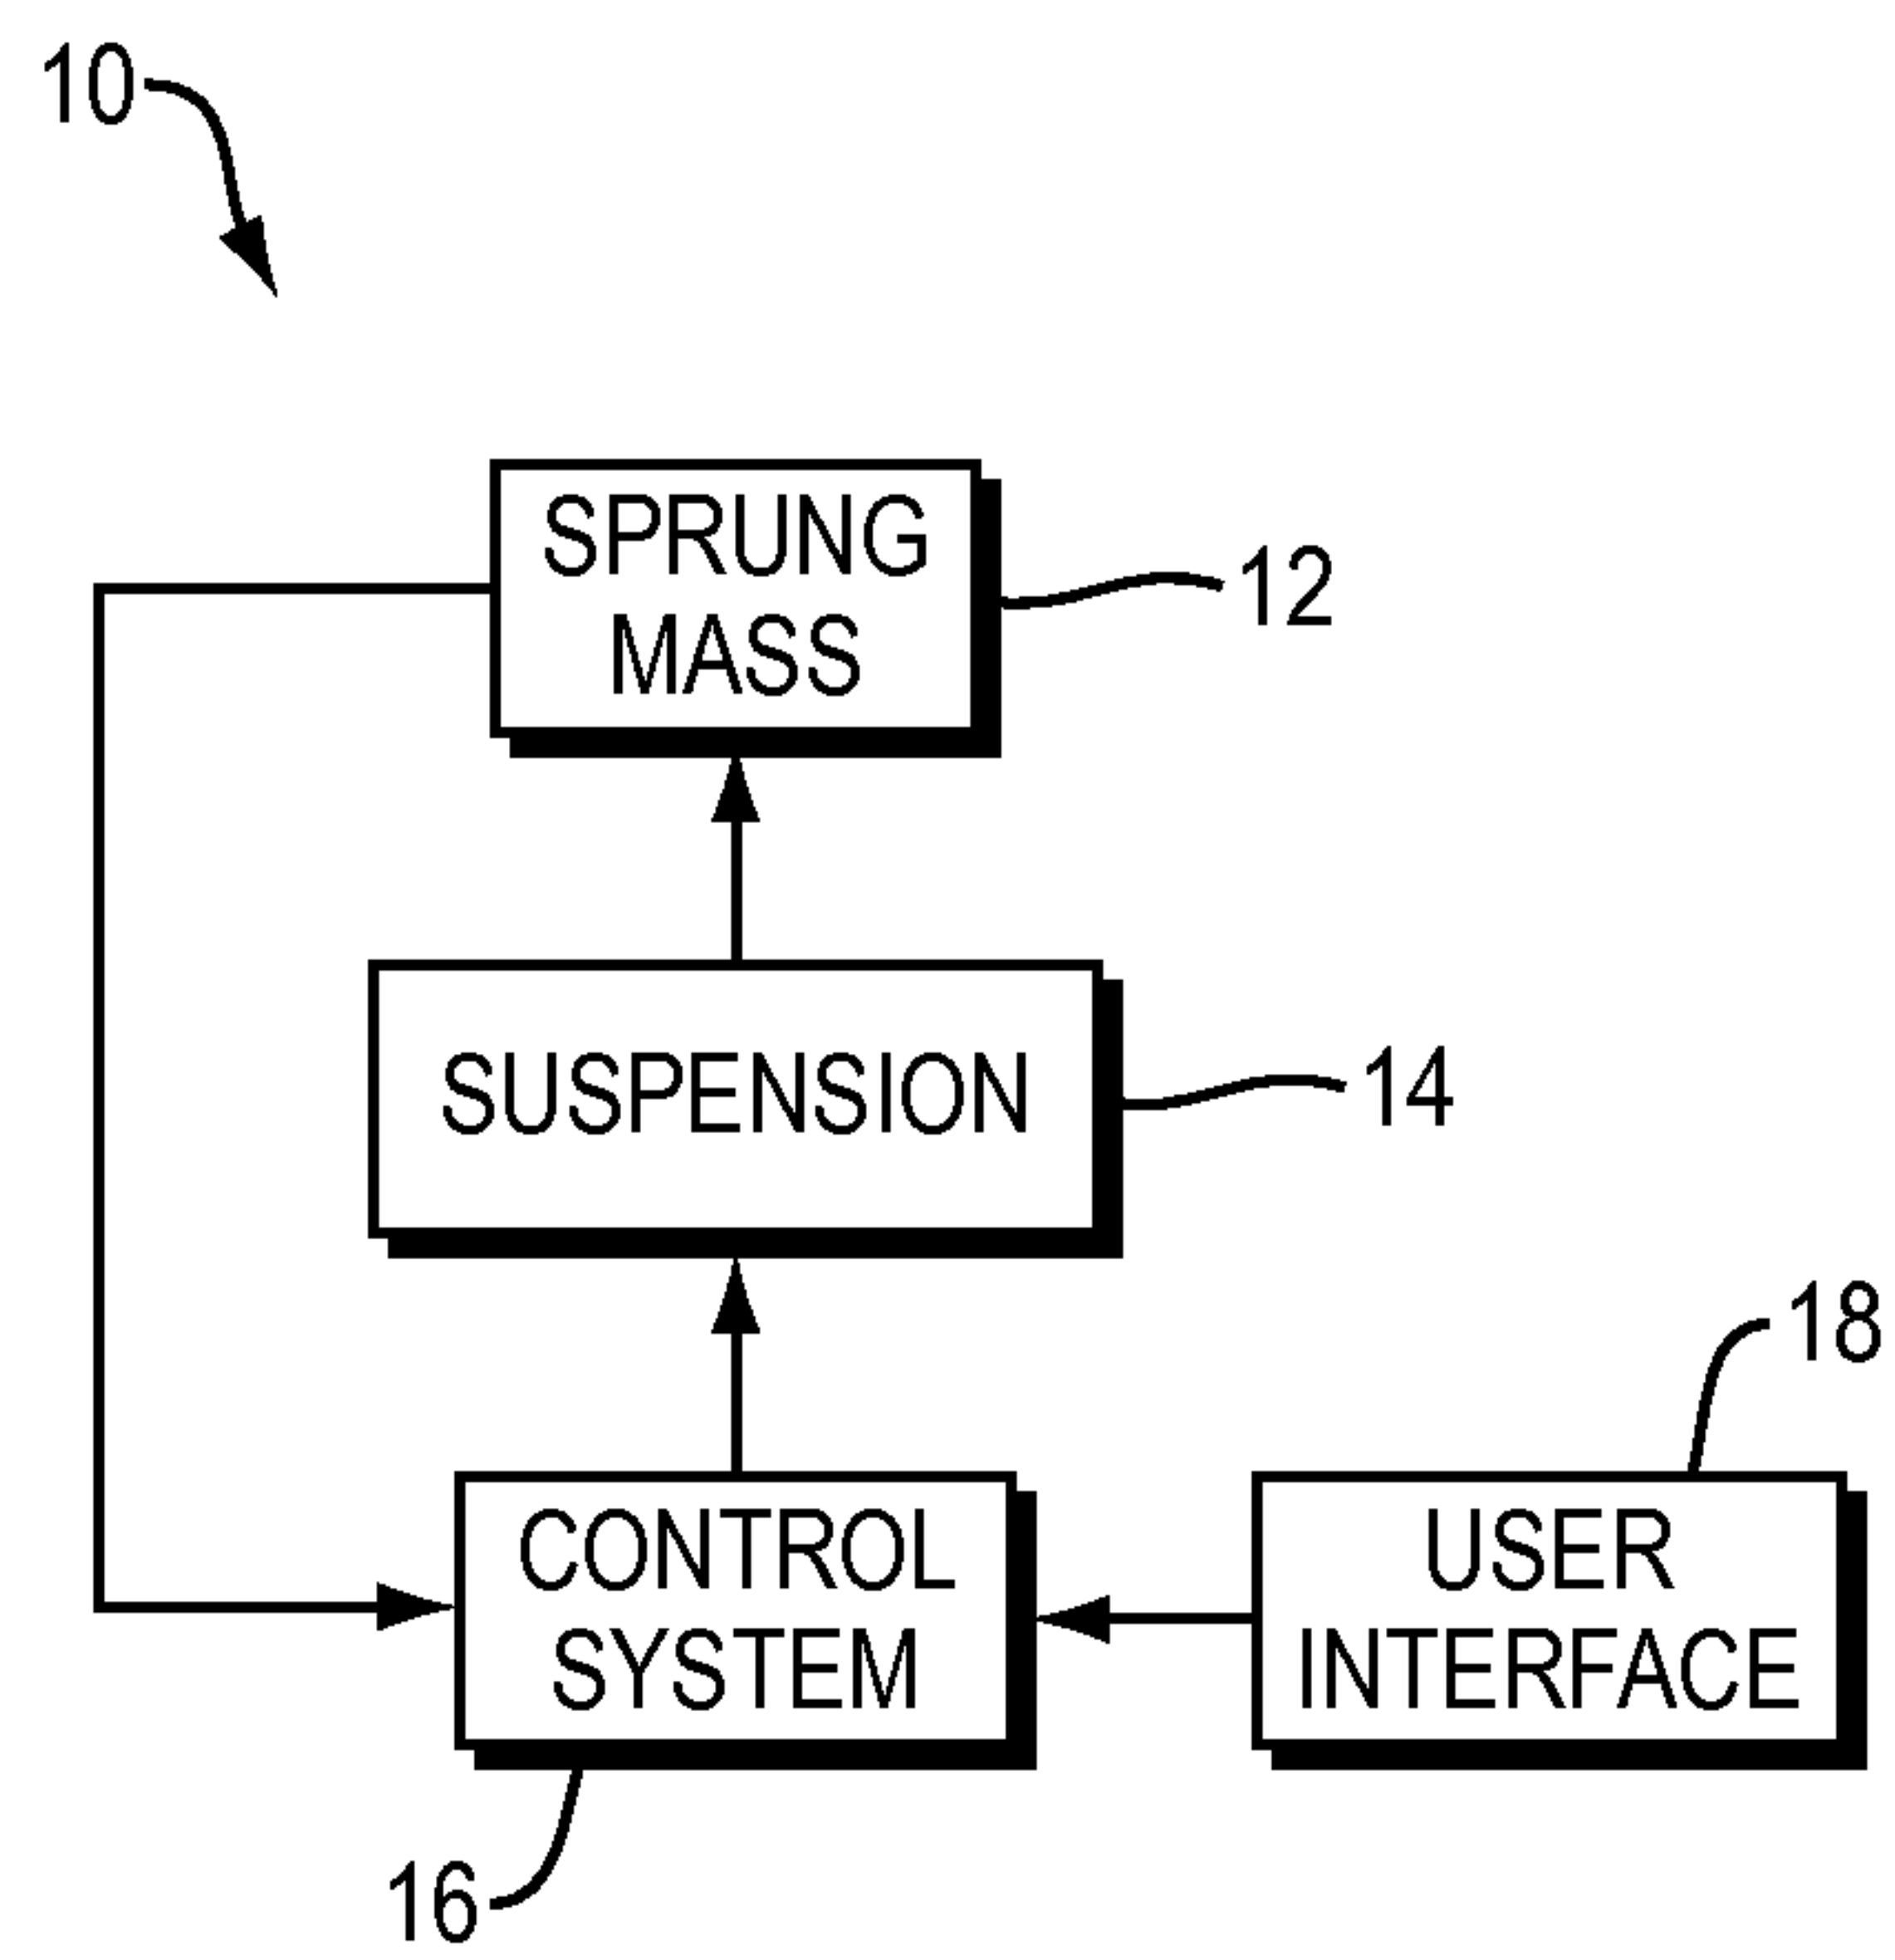 10
SPRUNG
MASS
12
SUSPENSION
14
18
CONTROL
SYSTEM
USER
INTERFACE
16